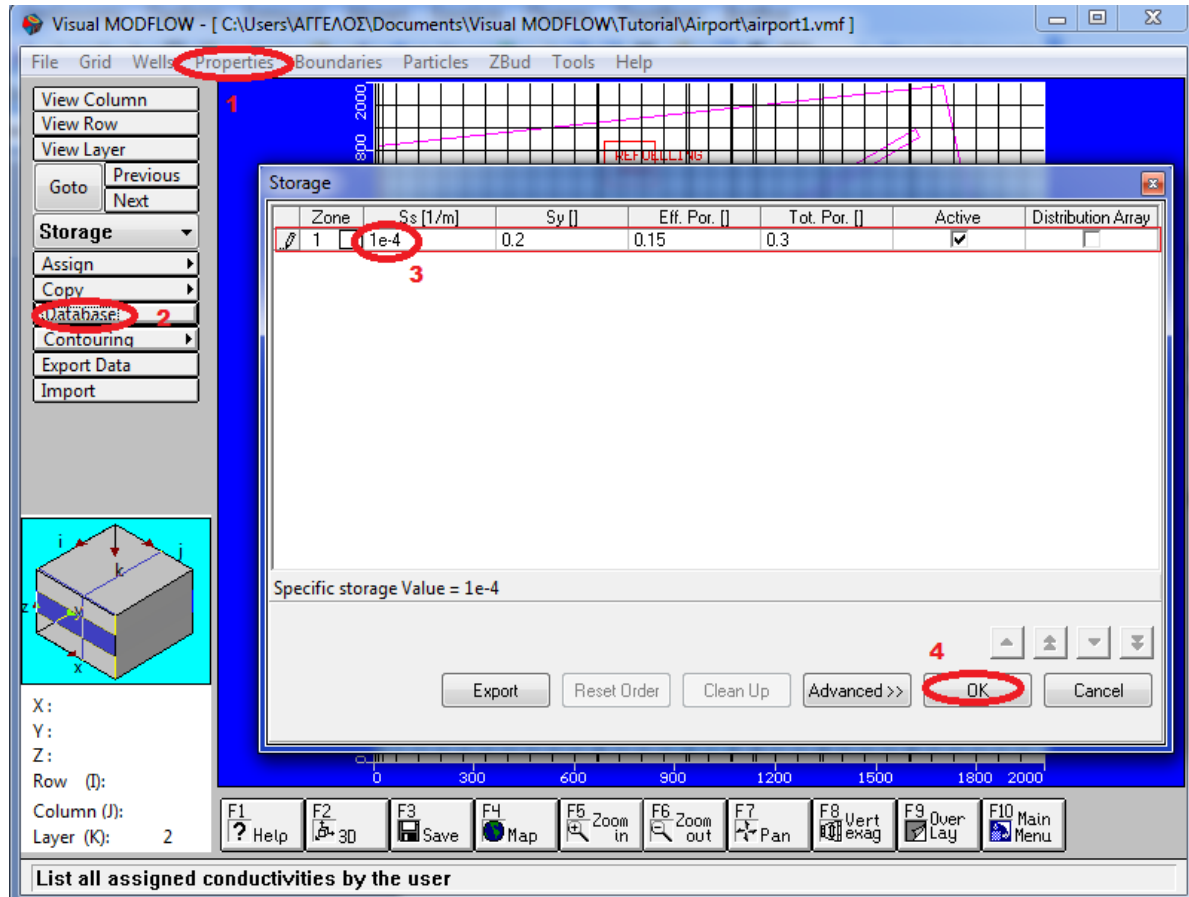 Visual MODFLOW - [ C:\Users\ΑΓΓΕΛΟΣ\Documents\Visual MODFLOW\Tutorial\Airport\airport1.vmf ]
File Grid Wells Properties Boundaries Particles ZBud Tools Help
1
View Column
View Row
View Layer
Goto Previous
Next
Storage
Assign
Copy
Database 2
Contouring
Export Data
Import
2000
800
REFUELLING
Storage
Zone Ss [1/m] Sy [] Eff. Por. [] Tot. Por. [] Active Distribution Array
1 1e-4 0.2 0.15 0.3
3
Specific storage Value = 1e-4
4
Export Reset Order Clean Up Advanced >> OK Cancel
i j
k
z y
x
0
0 300 600 900 1200 1500 1800 2000
X :
Y :
Z :
Row (I):
Column (J):
Layer (K): 2
F1 ? Help
F2 3D
F3 Save
F4 Map
F5 Zoom in
F6 Zoom out
F7 Pan
F8 Vert exag
F9 Over Lay
F10 Main Menu
List all assigned conductivities by the user